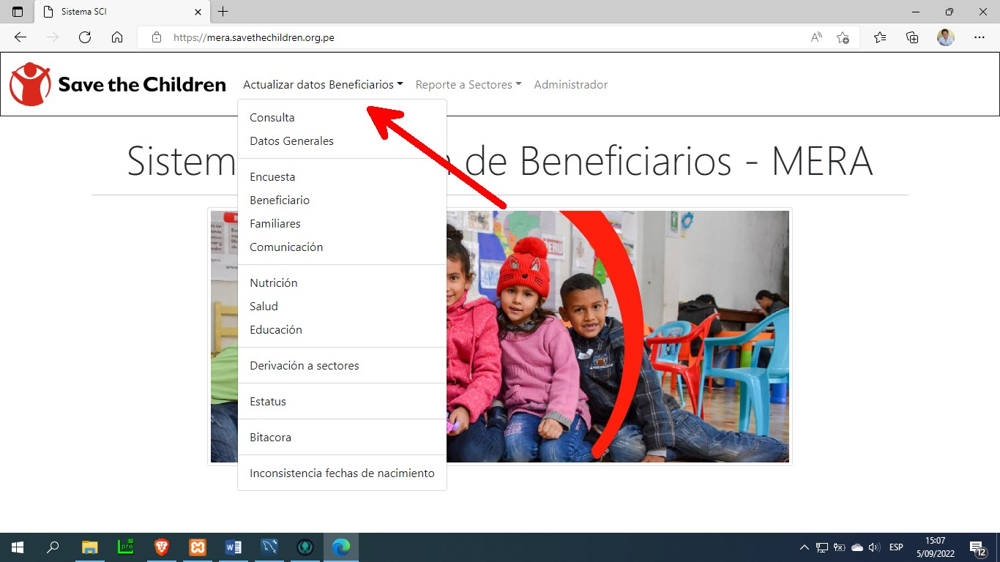 Sistema SCI
https://mera.savethechildren.org.pe
Save the Children
Actualizar datos Beneficiarios
Reporte a Sectores
Administrador
Consulta
Datos Generales
Encuesta
Beneficiario
Familiares
Comunicación
Nutrición
Salud
Educación
Derivación a sectores
Estatus
Bitacora
Inconsistencia fechas de nacimiento
Sistem n de Beneficiarios - MERA
PERU
ESP
15:07
5/09/2022
12